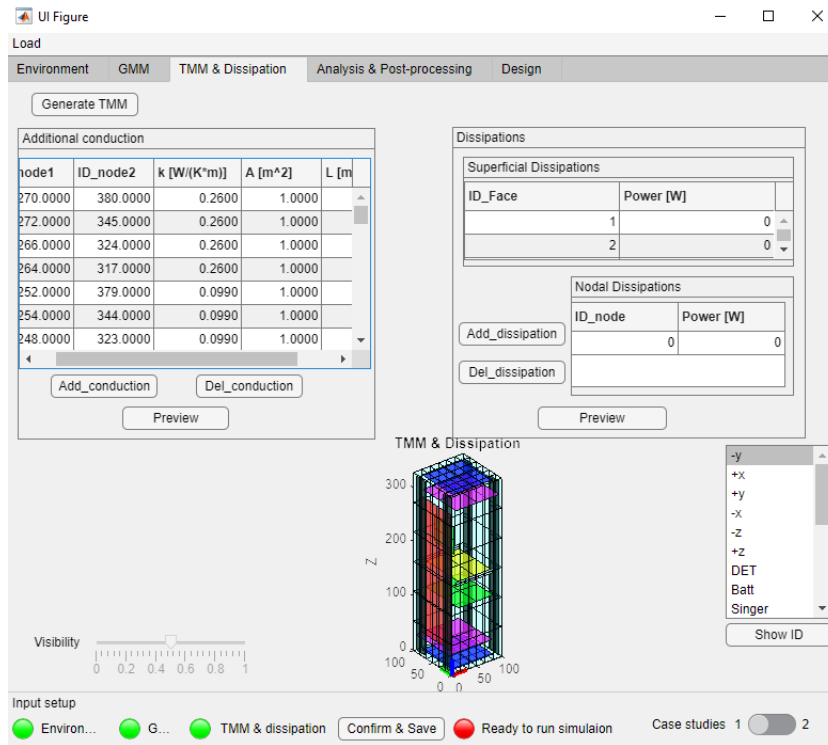 UI Figure
Load
Environment GMM TMM & Dissipation Analysis & Post-processing Design
Generate TMM
Additional conduction
node1 ID_node2 k [W/(K*m)] A [m^2] L [m
270.0000 380.0000 0.2600 1.0000
272.0000 345.0000 0.2600 1.0000
266.0000 324.0000 0.2600 1.0000
264.0000 317.0000 0.2600 1.0000
252.0000 379.0000 0.0990 1.0000
254.0000 344.0000 0.0990 1.0000
248.0000 323.0000 0.0990 1.0000
Add_conduction Del_conduction
Preview
Dissipations
Superficial Dissipations
ID_Face Power [W]
1 0
2 0
Nodal Dissipations
ID_node Power [W]
0 0
Add_dissipation
Del_dissipation
Preview
TMM & Dissipation
Z
300
200
100
0
100
50
0
0
50
100
-y
+x
+y
-x
-z
+z
DET
Batt
Singer
Show ID
Visibility
0 0.2 0.4 0.6 0.8 1
Input setup
Environ... G... TMM & dissipation Confirm & Save Ready to run simulaion Case studies 1 2